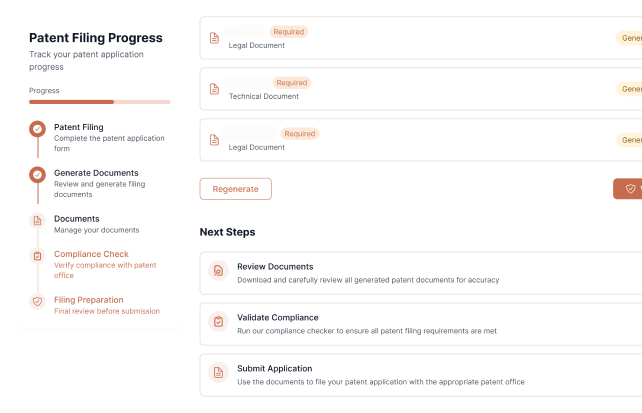 Patent Filing Progress
Track your patent application
progress
Progress
Patent Filing
Complete the patent application
form
Generate Documents
Review and generate filing
documents
Documents
Manage your documents
Compliance Check
Verify compliance with patent
office
Filing Preparation
Final review before submission
Required
Legal Document
Required
Technical Document
Required
Legal Document
Regenerate
Next Steps
Review Documents
Download and carefully review all generated patent documents for accuracy
Validate Compliance
Run our compliance checker to ensure all patent filing requirements are met
Submit Application
Use the documents to file your patent application with the appropriate patent office